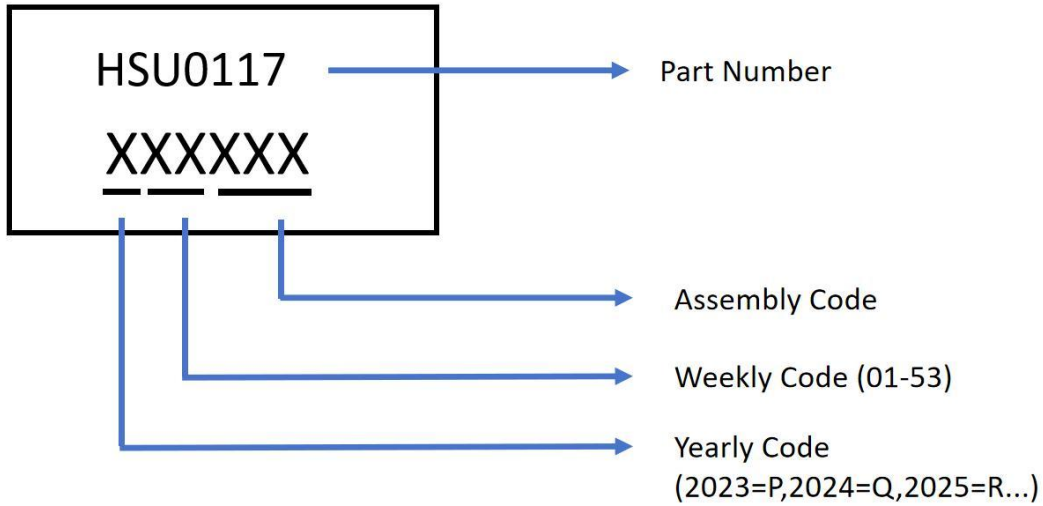 HSU0117
Part Number
XXXXXX
Assembly Code
Weekly Code (01-53)
Yearly Code
(2023=P,2024=Q,2025=R...)